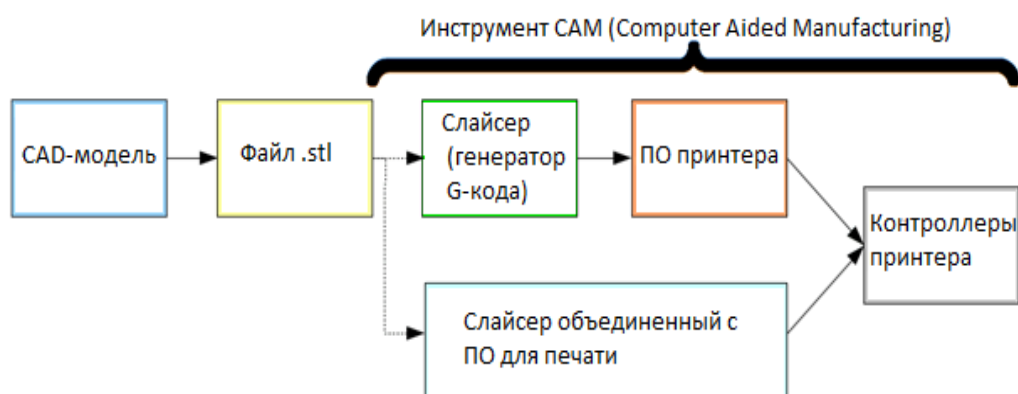 Инструмент CAM (Computer Aided Manufacturing)
CAD-модель
Файл .stl
Слайсер
(генератор
G-кода)
ПО принтера
Контроллеры
принтера
Слайсер объединенный с
ПО для печати